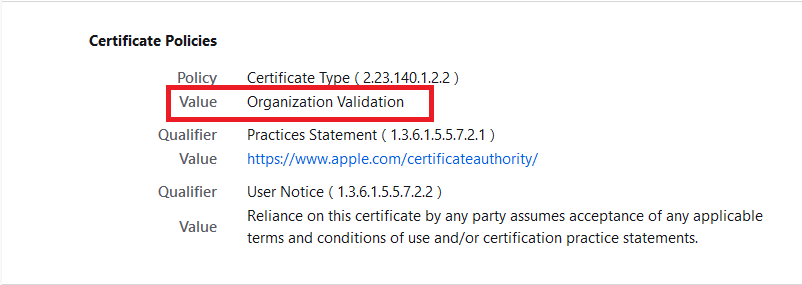 Certificate Policies
Policy Certificate Type ( 2.23.140.1.2.2 )
Value Organization Validation
Qualifier Practices Statement ( 1.3.6.1.5.5.7.2.1 )
Value https://www.apple.com/certificateauthority/
Qualifier User Notice ( 1.3.6.1.5.5.7.2.2 )
Value Reliance on this certificate by any party assumes acceptance of any applicable
terms and conditions of use and/or certification practice statements.